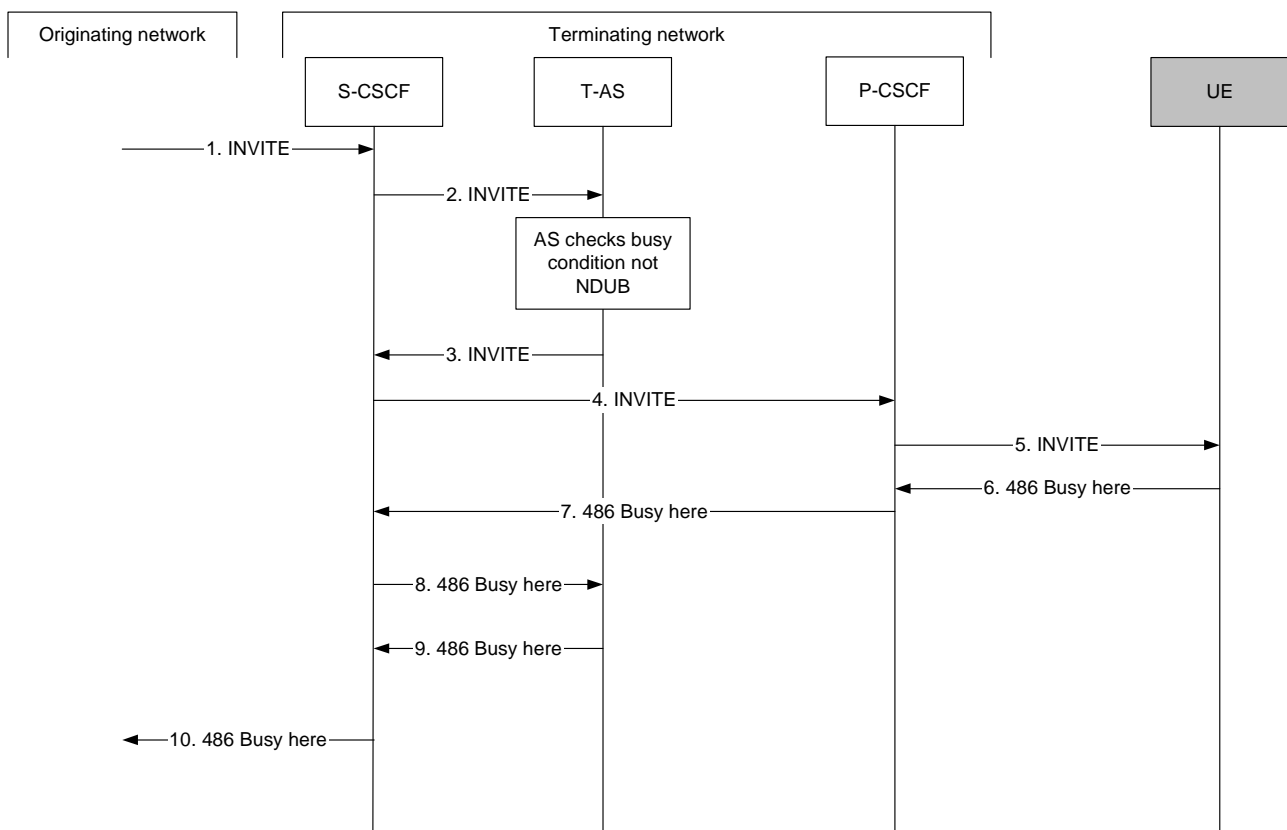 Originating network
Terminating network
S-CSCF
T-AS
P-CSCF
UE
1. INVITE
2. INVITE
AS checks busy
condition not
NDUB
3. INVITE
4. INVITE
5. INVITE
6. 486 Busy here
7. 486 Busy here
8. 486 Busy here
9. 486 Busy here
10. 486 Busy here